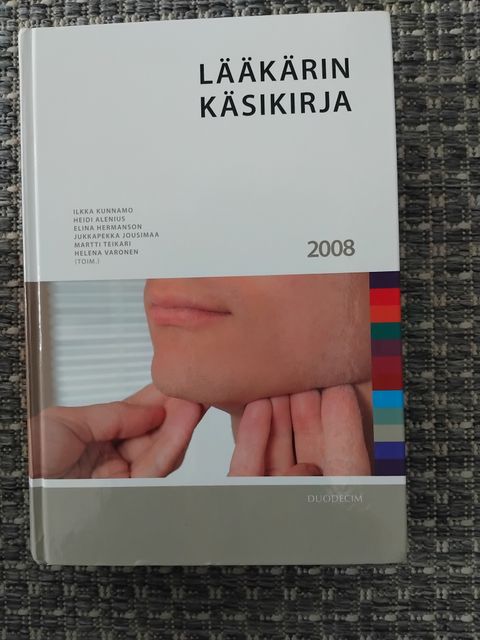 LÄÄKÄRIN
KÄSIKIRJA
ILKKA KUNNAMO
HEIDI ALENIUS
ELINA HERMANSON
JUKKAPEKKA JOUSIMAA
MARTTI TEIKARI
HELENA VARONEN
(TOIM.)
2008
DUODECIM